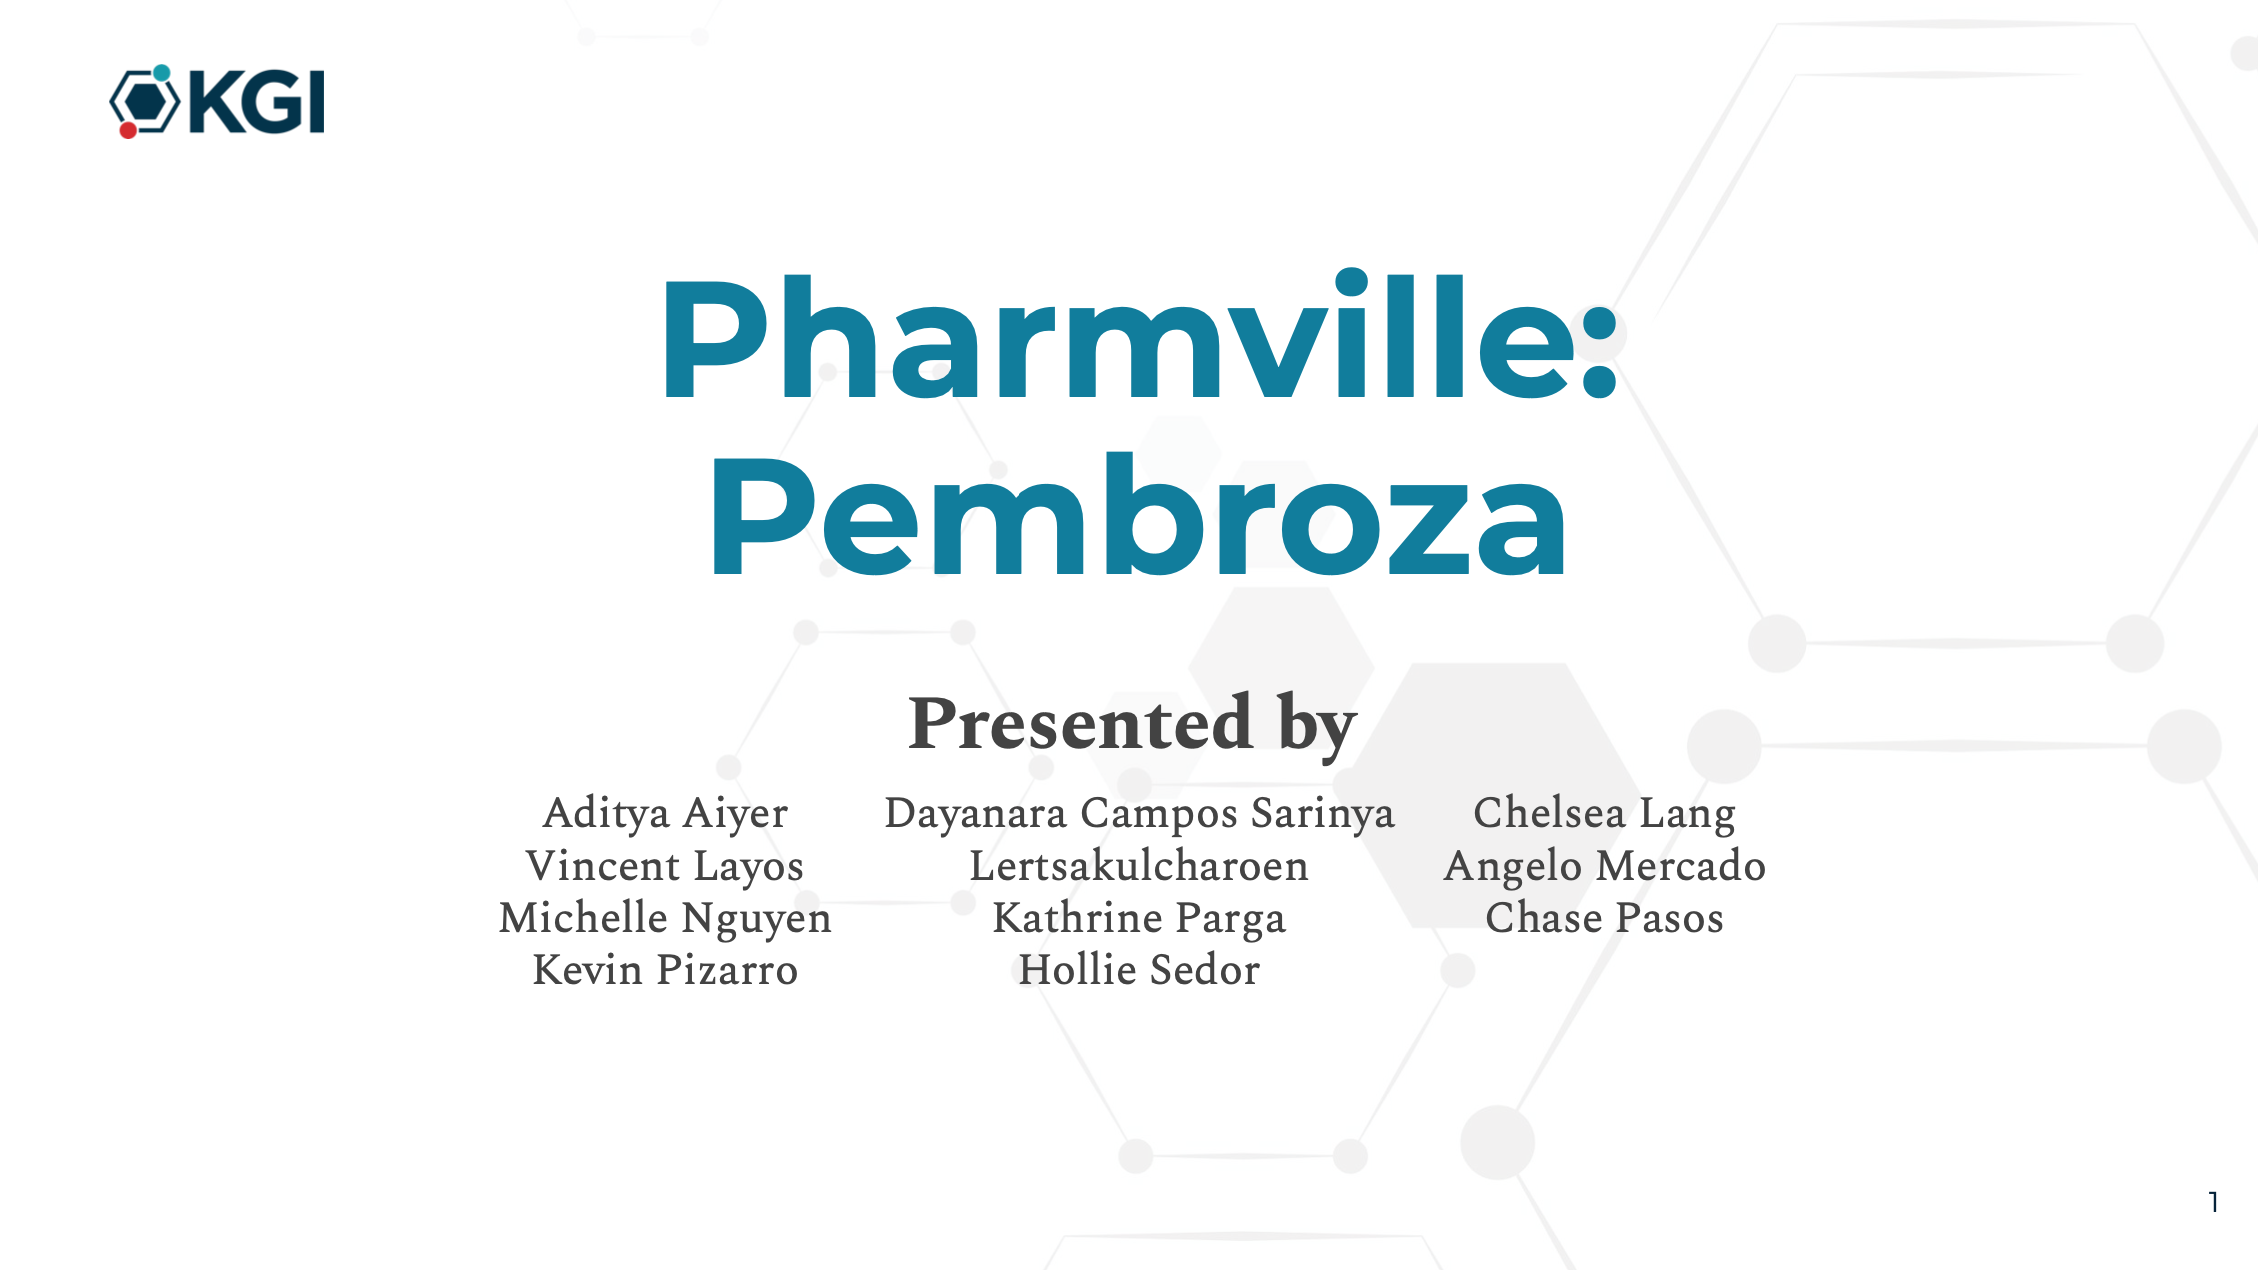 KGI
Pharmville:
Pembroza
Presented by
Aditya Aiyer
Vincent Layos
Michelle Nguyen
Kevin Pizarro
Dayanara Campos Sarinya
Lertsakulcharoen
Kathrine Parga
Hollie Sedor
Chelsea Lang
Angelo Mercado
Chase Pasos
1